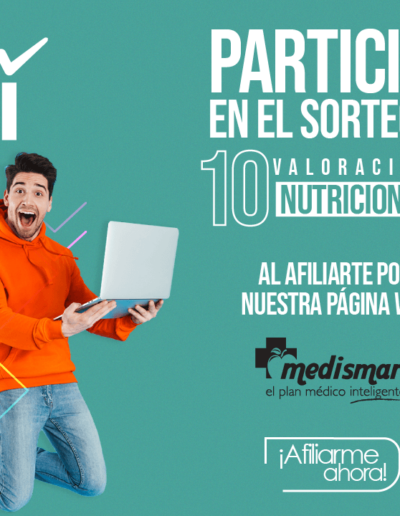 PARTICI
EN EL SORTE
10
VALORACI
NUTRICION
AL AFILIARTE PO
NUESTRA PÁGINA
medismar
el plan médico inteligente
¡Afiliarme
ahora!